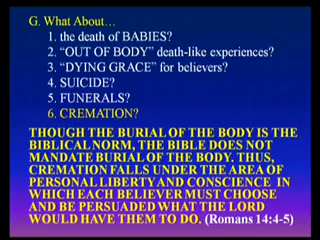 G. What About…
1. the death of BABIES?
2. “OUT OF BODY” death-like experiences?
3. “DYING GRACE” for believers?
4. SUICIDE?
5. FUNERALS?
6. CREMATION?
THOUGH THE BURIAL OF THE BODY IS THE
BIBLICAL NORM, THE BIBLE DOES NOT
MANDATE BURIAL OF THE BODY. THUS,
CREMATION FALLS UNDER THE AREA OF
PERSONAL LIBERTY AND CONSCIENCE IN
WHICH EACH BELIEVER MUST CHOOSE
AND BE PERSUADED WHAT THE LORD
WOULD HAVE THEM TO DO. (Romans 14:4-5)